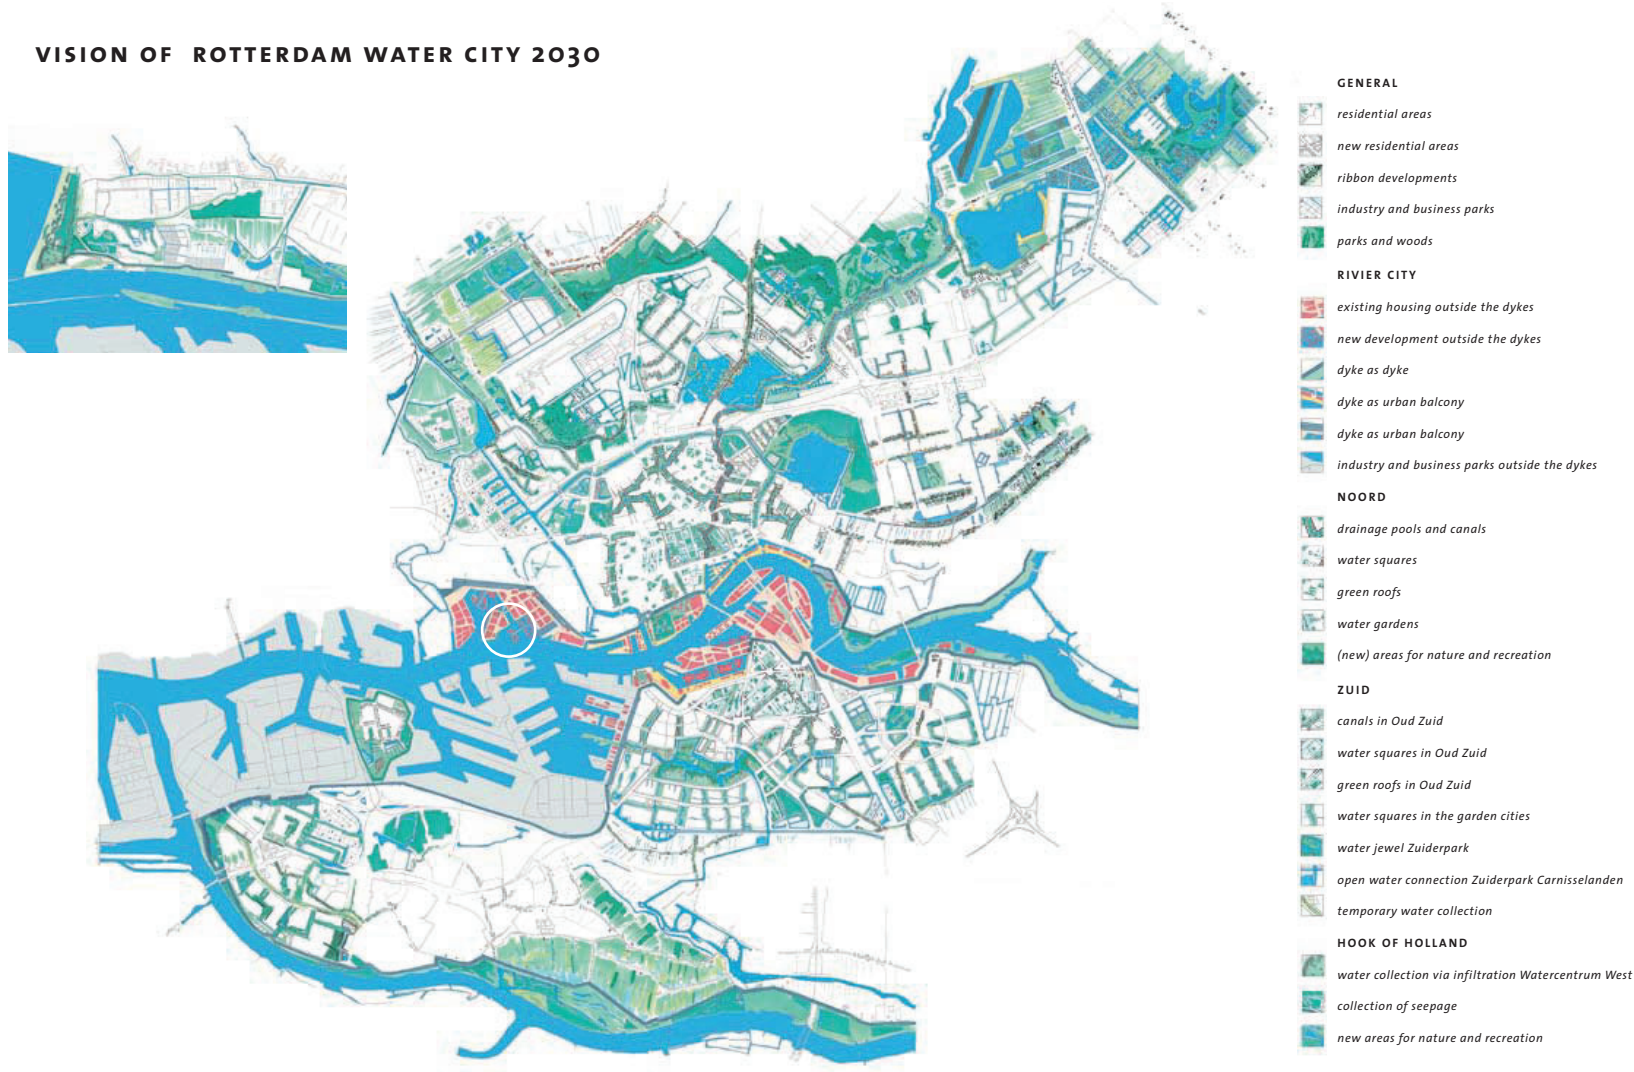 VISION OF ROTTERDAM WATER CITY 2030
GENERAL
residential areas
new residential areas
ribbon developments
industry and business parks
parks and woods
RIVIER CITY
existing housing outside the dykes
new development outside the dykes
dyke as dyke
dyke as urban balcony
dyke as urban balcony
industry and business parks outside the dykes
NOORD
drainage pools and canals
water squares
green roofs
water gardens
(new) areas for nature and recreation
ZUID
canals in Oud Zuid
water squares in Oud Zuid
green roofs in Oud Zuid
water squares in the garden cities
water jewel Zuiderpark
open water connection Zuiderpark Carnisselanden
temporary water collection
HOOK OF HOLLAND
water collection via infiltration Watercentrum West
collection of seepage
new areas for nature and recreation